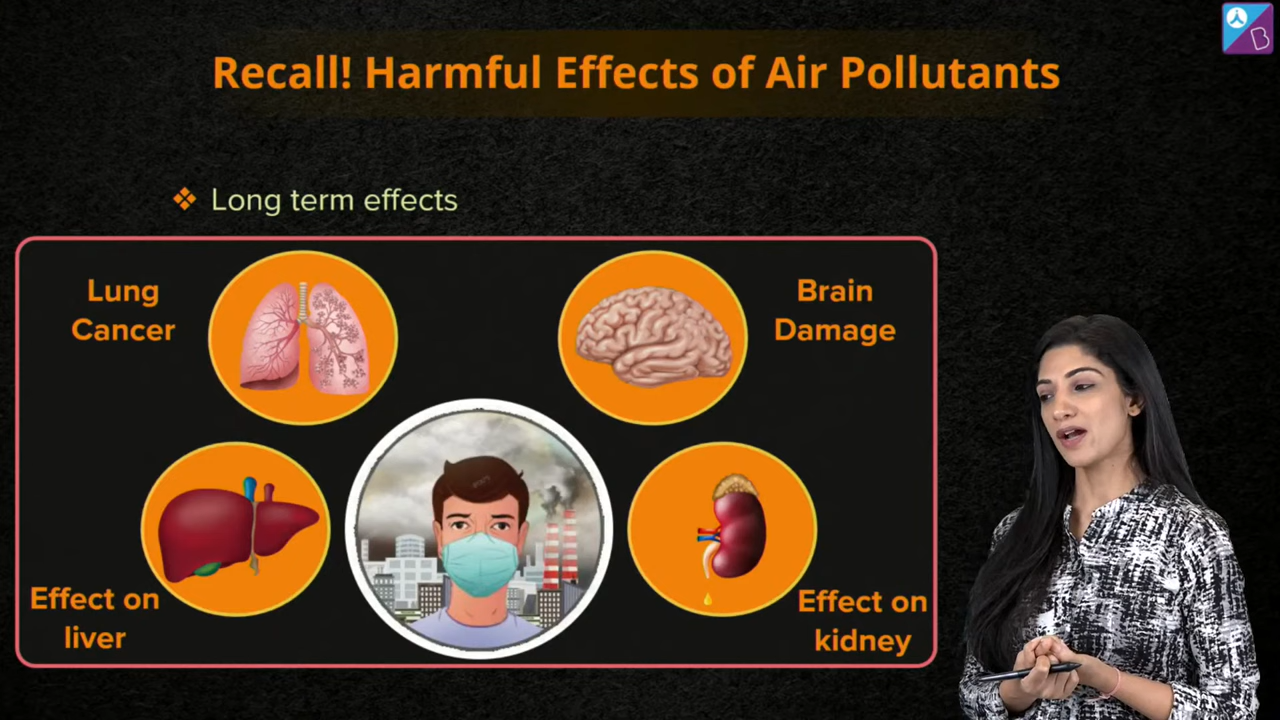 Recall! Harmful Effects of Air Pollutants
❖ Long term effects
Lung
Cancer
Brain
Damage
Effect on
liver
Effect on
kidney
B